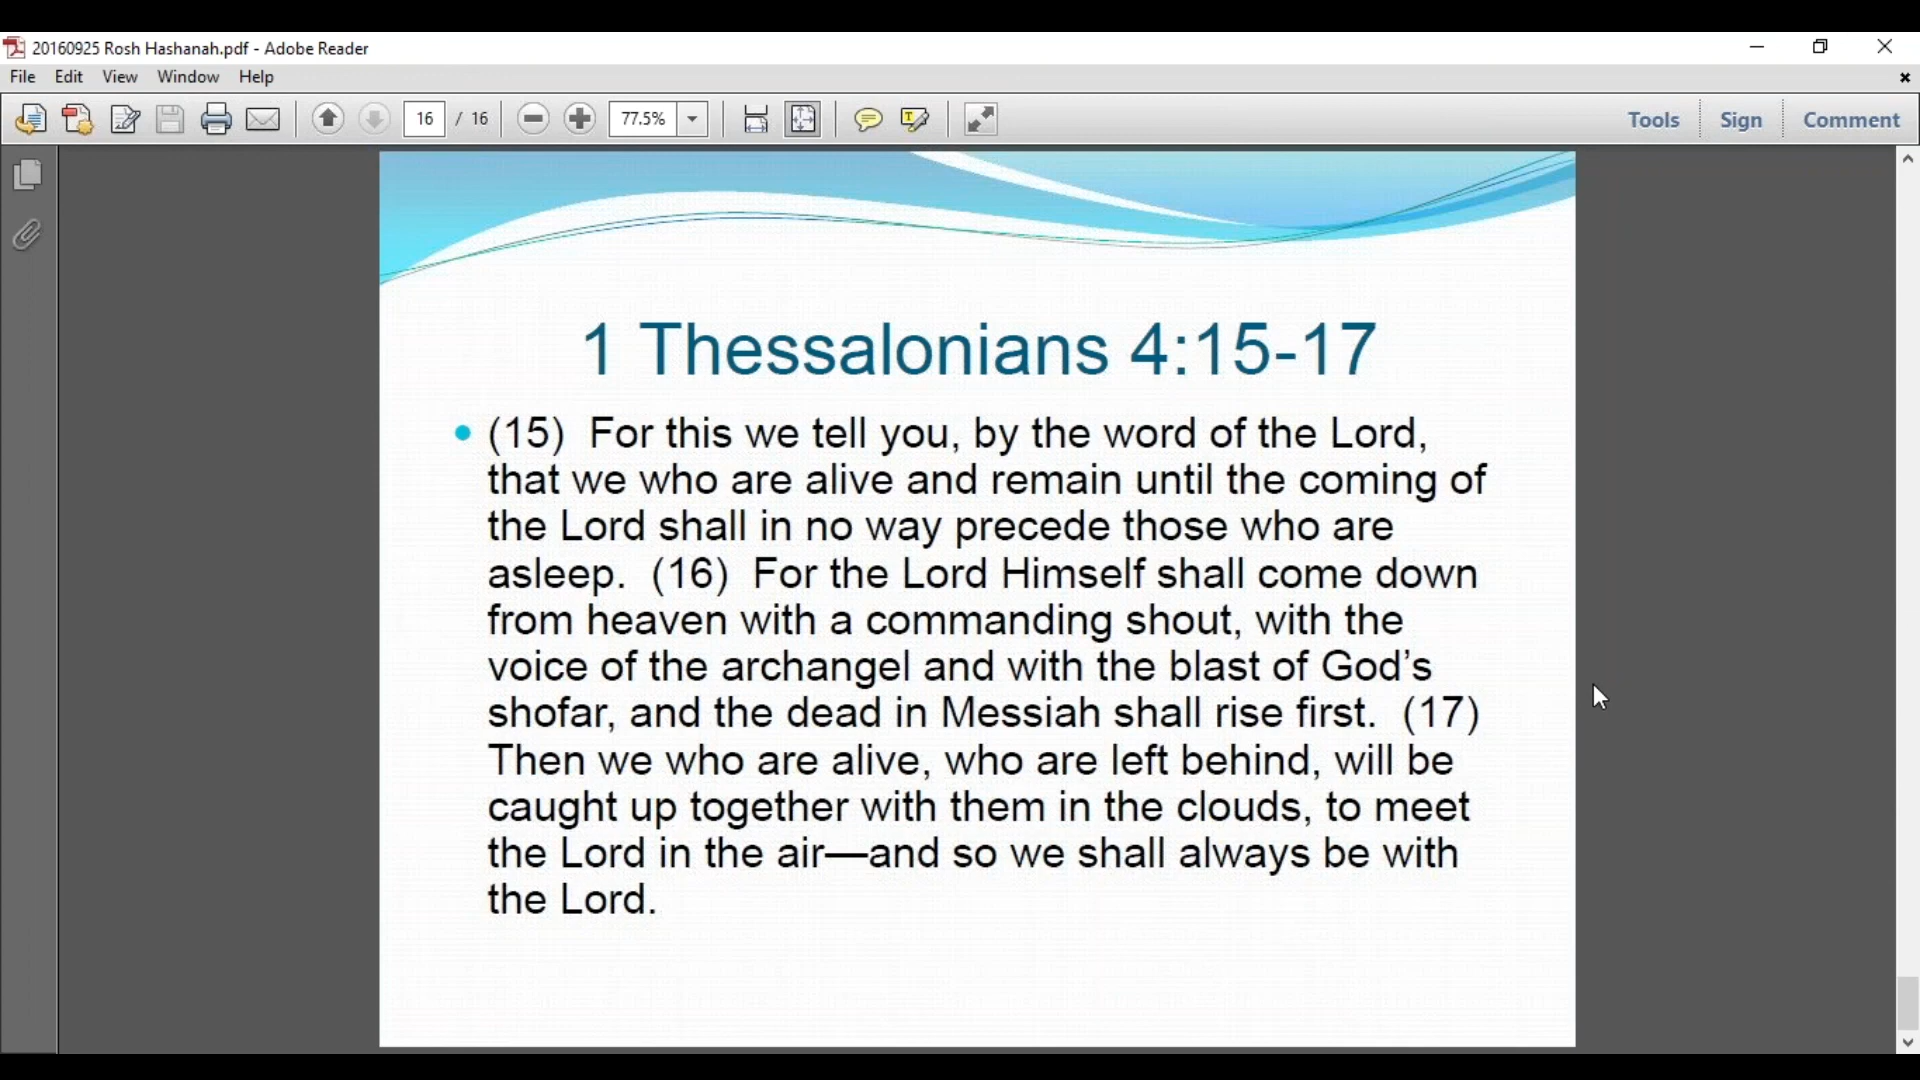 20160925 Rosh Hashanah.pdf - Adobe Reader
File Edit View Window Help
16 / 16 77.5% Tools Sign Comment
1 Thessalonians 4:15-17
• (15)  For this we tell you, by the word of the Lord,
that we who are alive and remain until the coming of
the Lord shall in no way precede those who are
asleep.  (16)  For the Lord Himself shall come down
from heaven with a commanding shout, with the
voice of the archangel and with the blast of God’s
shofar, and the dead in Messiah shall rise first.  (17)
Then we who are alive, who are left behind, will be
caught up together with them in the clouds, to meet
the Lord in the air—and so we shall always be with
the Lord.